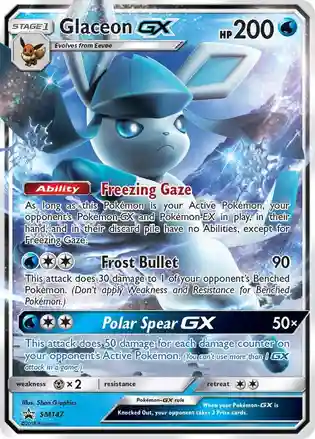 STAGE 1
Glaceon GX
HP 200
Evolves from Eevee
Ability Freezing Gaze
As long as this Pokémon is your Active Pokémon, your
opponent's Pokémon-GX and Pokémon-EX in play, in their
hand, and in their discard pile have no Abilities, except for
Freezing Gaze.
Frost Bullet 90
This attack does 30 damage to 1 of your opponent's Benched
Pokémon. (Don't apply Weakness and Resistance for Benched
Pokémon.)
Polar Spear GX 50×
This attack does 50 damage for each damage counter on
your opponent's Active Pokémon. (You can't use more than 1 GX
attack in a game.)
weakness ×2 resistance retreat
Illus. 5ban Graphics
Pokémon-GX rule
When your Pokémon-GX is
Knocked Out, your opponent takes 2 Prize cards.
SM147